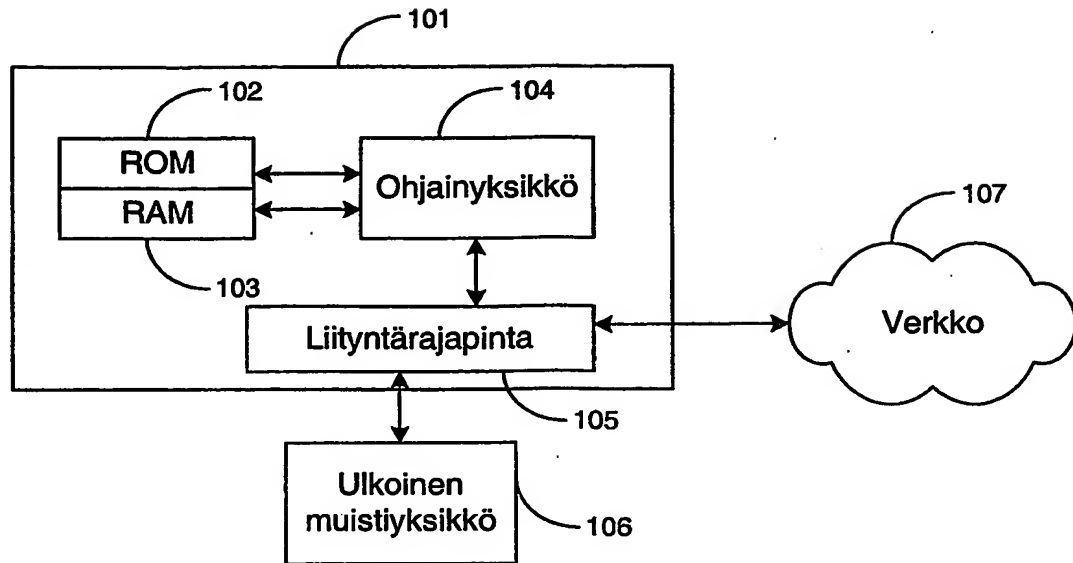 101
102
104
ROM
RAM
Ohjainyksikkö
103
107
Liityntärajapinta
Verkko
105
Ulkoinen
muistiyksikkö
106